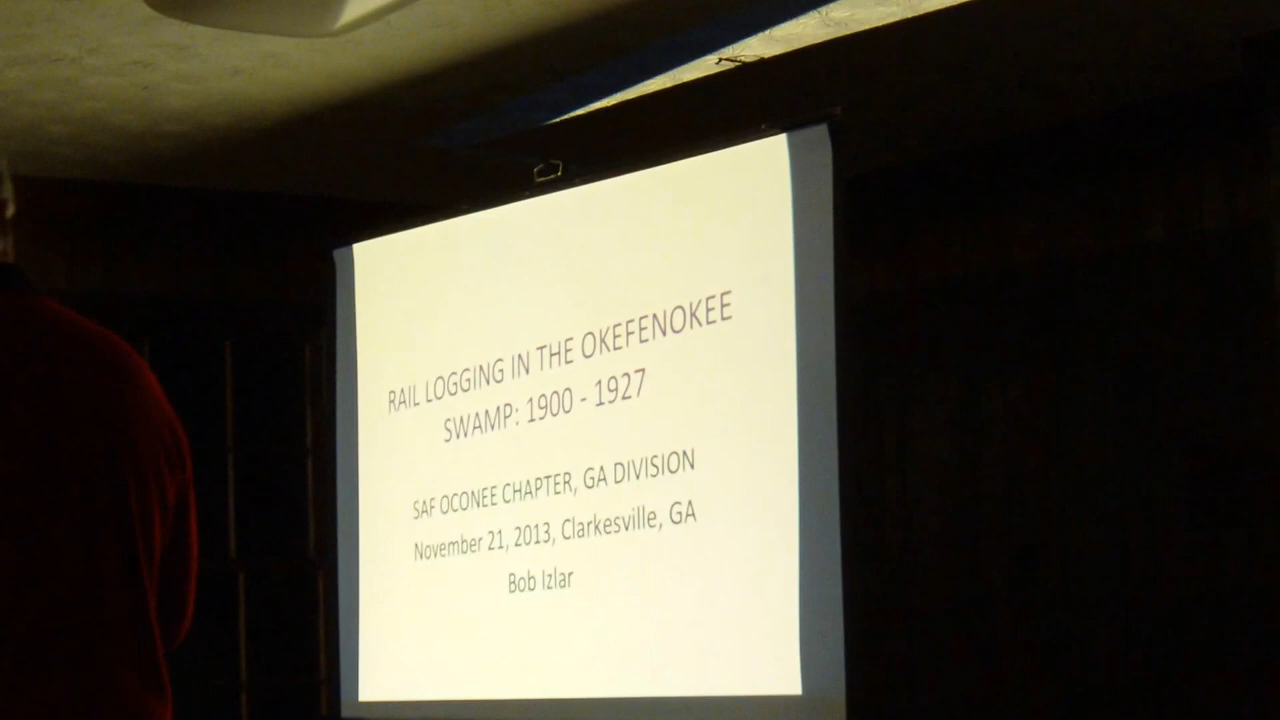 RAIL LOGGING IN THE OKEFENOKEE
SWAMP: 1900 - 1927
SAF OCONEE CHAPTER, GA DIVISION
November 21, 2013, Clarkesville, GA
Bob Izlar